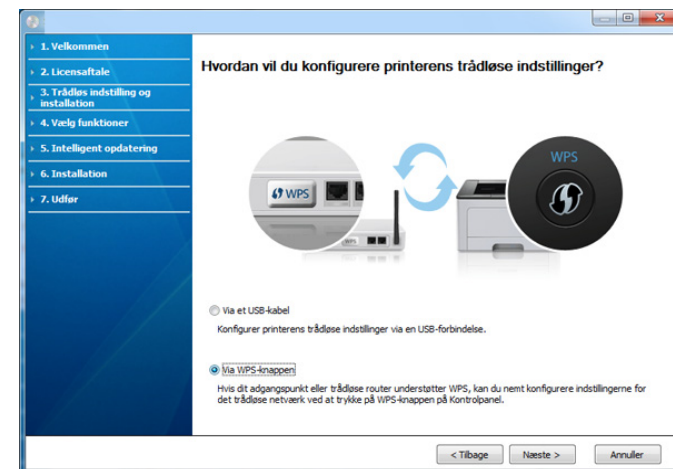 1. Velkommen
2. Licensaftale
3. Trådløs indstilling og
installation
4. Vælg funktioner
5. Intelligent opdatering
6. Installation
7. Udfør
Hvordan vil du konfigurere printerens trådløse indstillinger?
WPS
WPS
WPS
Via et USB-kabel
Konfigurer printerens trådløse indstillinger via en USB-forbindelse.
Via WPS-knappen
Hvis dit adgangspunkt eller trådløse router understøtter WPS, kan du nemt konfigurere indstillingerne for
det trådløse netværk ved at trykke på WPS-knappen på Kontrolpanel.
< Tilbage
Næste >
Annuller